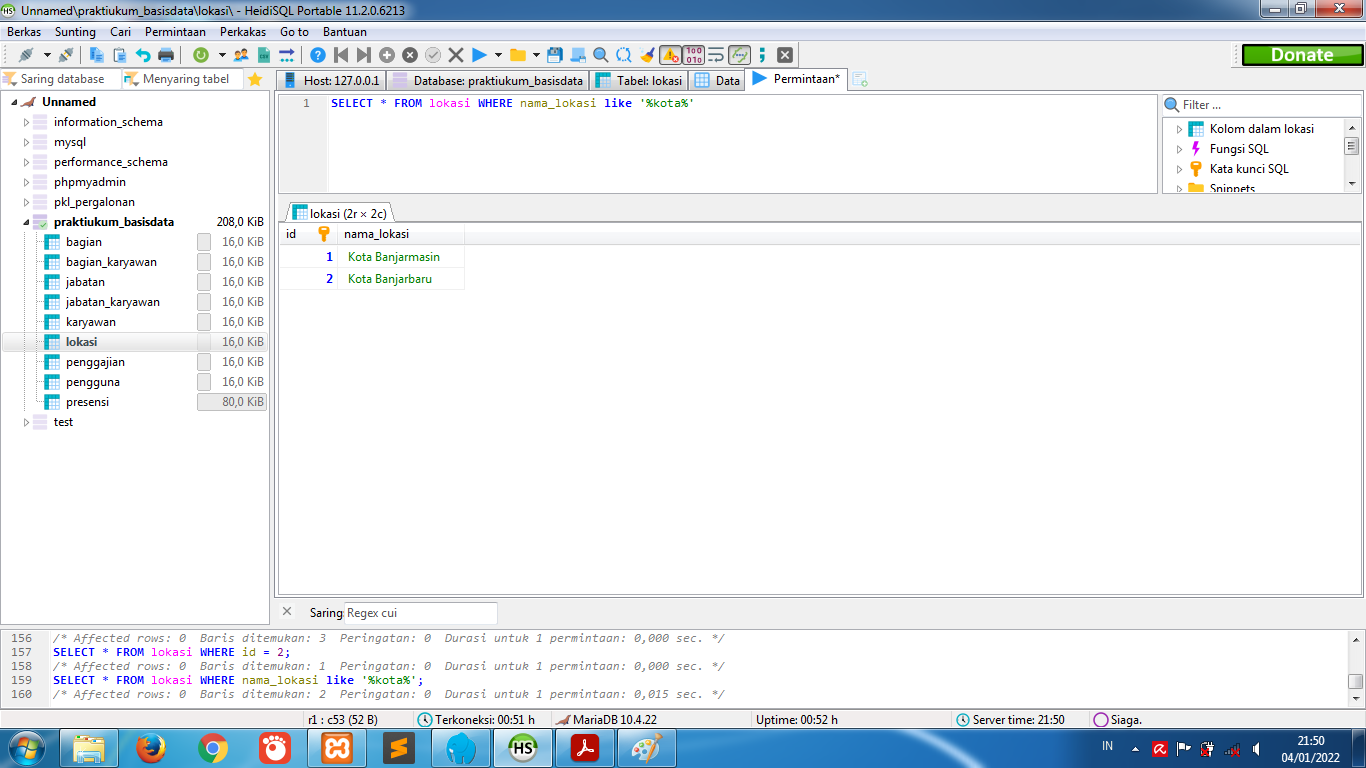 Unnamed\praktiukum_basisdata\lokasi\ - HeidiSQL Portable 11.2.0.6213
Berkas Sunting Cari Permintaan Perkakas Go to Bantuan
Donate
Saring database Menyaring tabel
Host: 127.0.0.1 Database: praktiukum_basisdata Tabel: lokasi Data Permintaan*
Unnamed
information_schema
mysql
performance_schema
phpmyadmin
pkl_pergalonan
praktiukum_basisdata 208,0 KiB
bagian 16,0 KiB
bagian_karyawan 16,0 KiB
jabatan 16,0 KiB
jabatan_karyawan 16,0 KiB
karyawan 16,0 KiB
lokasi 16,0 KiB
penggajian 16,0 KiB
pengguna 16,0 KiB
presensi 80,0 KiB
test
1 SELECT * FROM lokasi WHERE nama_lokasi like '%kota%'
Filter ...
Kolom dalam lokasi
Fungsi SQL
Kata kunci SQL
Snippets
lokasi (2r × 2c)
id nama_lokasi
1 Kota Banjarmasin
2 Kota Banjarbaru
Saring: Regex cui
156 /* Affected rows: 0 Baris ditemukan: 3 Peringatan: 0 Durasi untuk 1 permintaan: 0,000 sec. */
157 SELECT * FROM lokasi WHERE id = 2;
158 /* Affected rows: 0 Baris ditemukan: 1 Peringatan: 0 Durasi untuk 1 permintaan: 0,000 sec. */
159 SELECT * FROM lokasi WHERE nama_lokasi like '%kota%';
160 /* Affected rows: 0 Baris ditemukan: 2 Peringatan: 0 Durasi untuk 1 permintaan: 0,015 sec. */
r1 : c53 (52 B) Terkoneksi: 00:51 h MariaDB 10.4.22 Uptime: 00:52 h Server time: 21:50 Siaga.
IN 21:50
04/01/2022